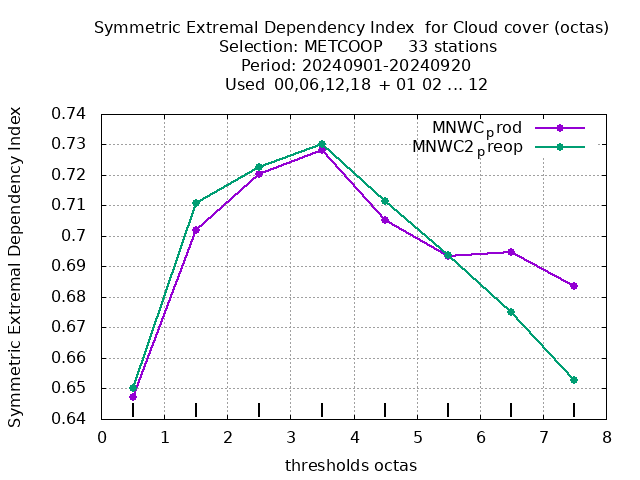 Symmetric Extremal Dependency Index  for Cloud cover (octas)
Selection: METCOOP     33 stations
Period: 20240901-20240920
Used  00,06,12,18 + 01 02 ... 12
Symmetric Extremal Dependency Index
0.74
0.73
0.72
0.71
0.7
0.69
0.68
0.67
0.66
0.65
0.64
MNWCprod
MNWC2preop
0 1 2 3 4 5 6 7 8
thresholds octas